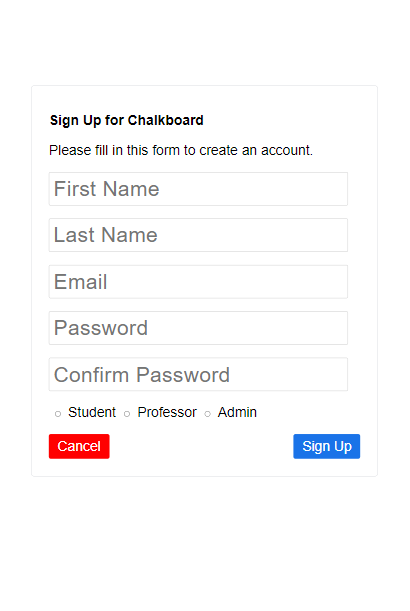 Sign Up for Chalkboard
Please fill in this form to create an account.
First Name
Last Name
Email
Password
Confirm Password
Student Professor Admin
Cancel Sign Up